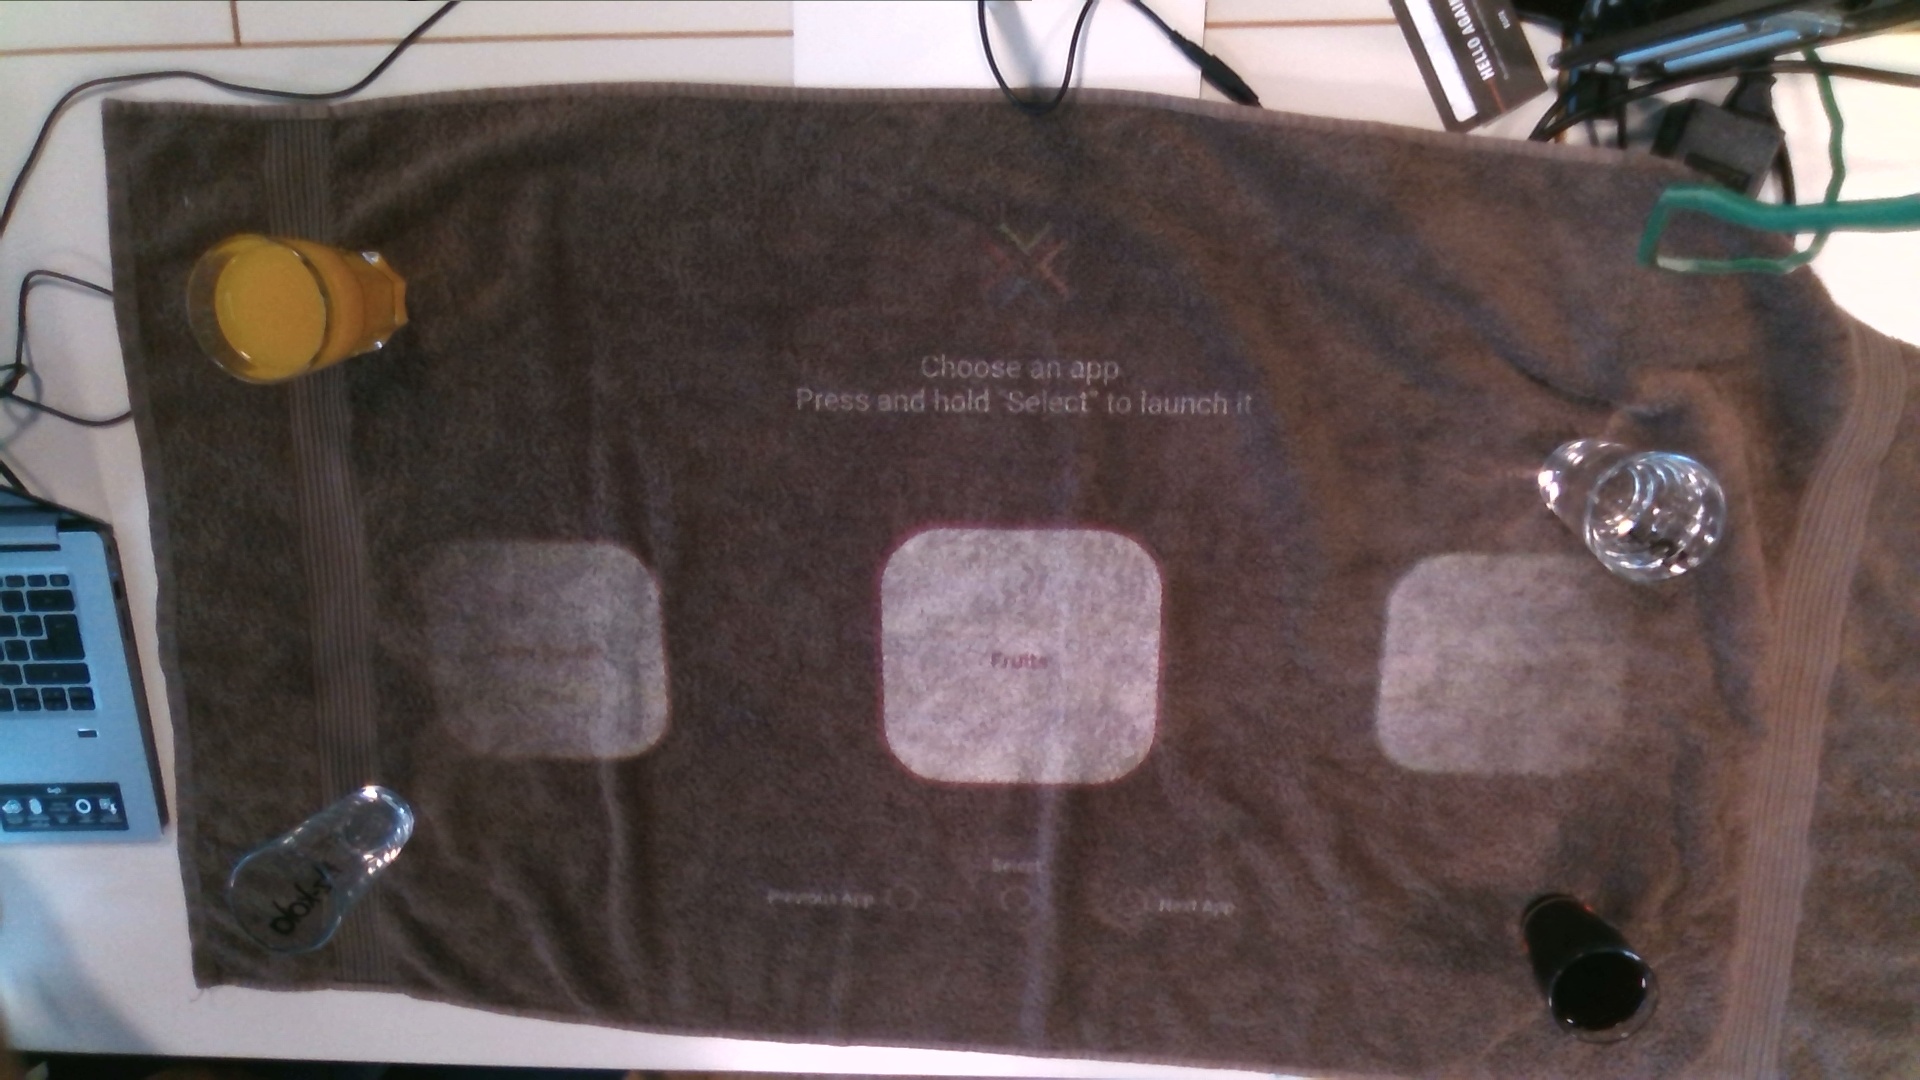 HELLO AGAIN
Choose an app
Press and hold "Select" to launch it
Fruits
Select
Previous App
Next App